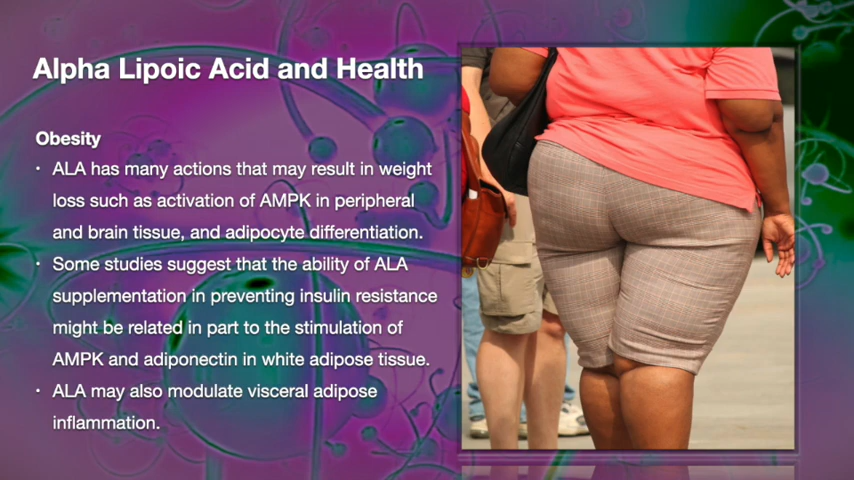 Alpha Lipoic Acid and Health
Obesity
· ALA has many actions that may result in weight
loss such as activation of AMPK in peripheral
and brain tissue, and adipocyte differentiation.
· Some studies suggest that the ability of ALA
supplementation in preventing insulin resistance
might be related in part to the stimulation of
AMPK and adiponectin in white adipose tissue.
· ALA may also modulate visceral adipose
inflammation.